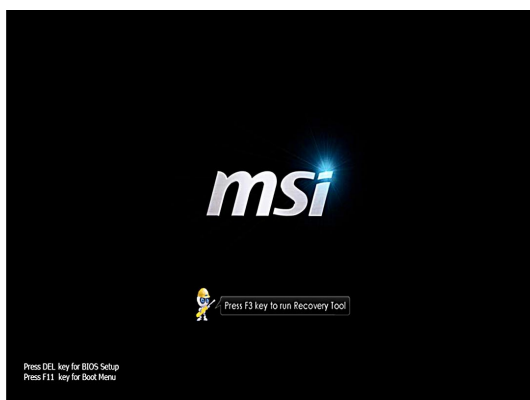 msi
Press F3 key to run Recovery Tool
Press DEL key for BIOS Setup
Press F11 key for Boot Menu